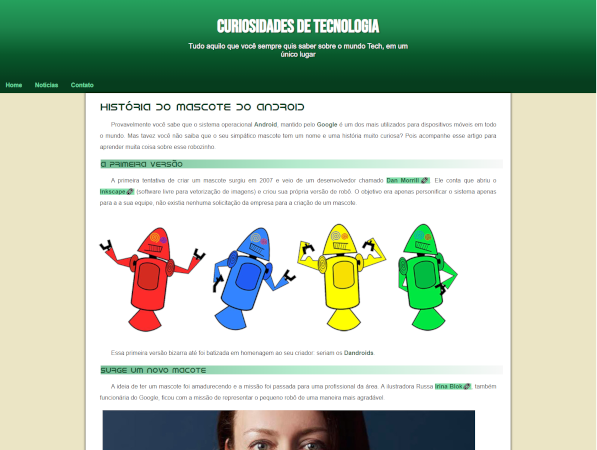 CURIOSIDADES DE TECNOLOGIA
Tudo aquilo que você sempre quis saber sobre o mundo Tech, em um
único lugar
Home Notícias Contato
HISTÓRIA DO MASCOTE DO ANDROID
Provavelmente você sabe que o sistema operacional Android, mantido pelo Google é um dos mais utilizados para dispositivos móveis em todo
o mundo. Mas tavez você não saiba que o seu simpático mascote tem um nome e uma história muito curiosa? Pois acompanhe esse artigo para
aprender muita coisa sobre esse robozinho.
A PRIMEIRA VERSÃO
A primeira tentativa de criar um mascote surgiu em 2007 e veio de um desenvolvedor chamado Dan Morrill. Ele conta que abriu o
Inkscape (software livre para vetorização de imagens) e criou sua própria versão de robô. O objetivo era apenas personificar o sistema apenas
para a a sua equipe, não existia nenhuma solicitação da empresa para a criação de um mascote.
Essa primeira versão bizarra até foi batizada em homenagem ao seu criador: seriam os Dandroids.
SURGE UM NOVO MACOTE
A ideia de ter um mascote foi amadurecendo e a missão foi passada para uma profissional da área. A ilustradora Russa Irina Blok, também
funcionária do Google, ficou com a missão de representar o pequeno robô de uma maneira mais agradável